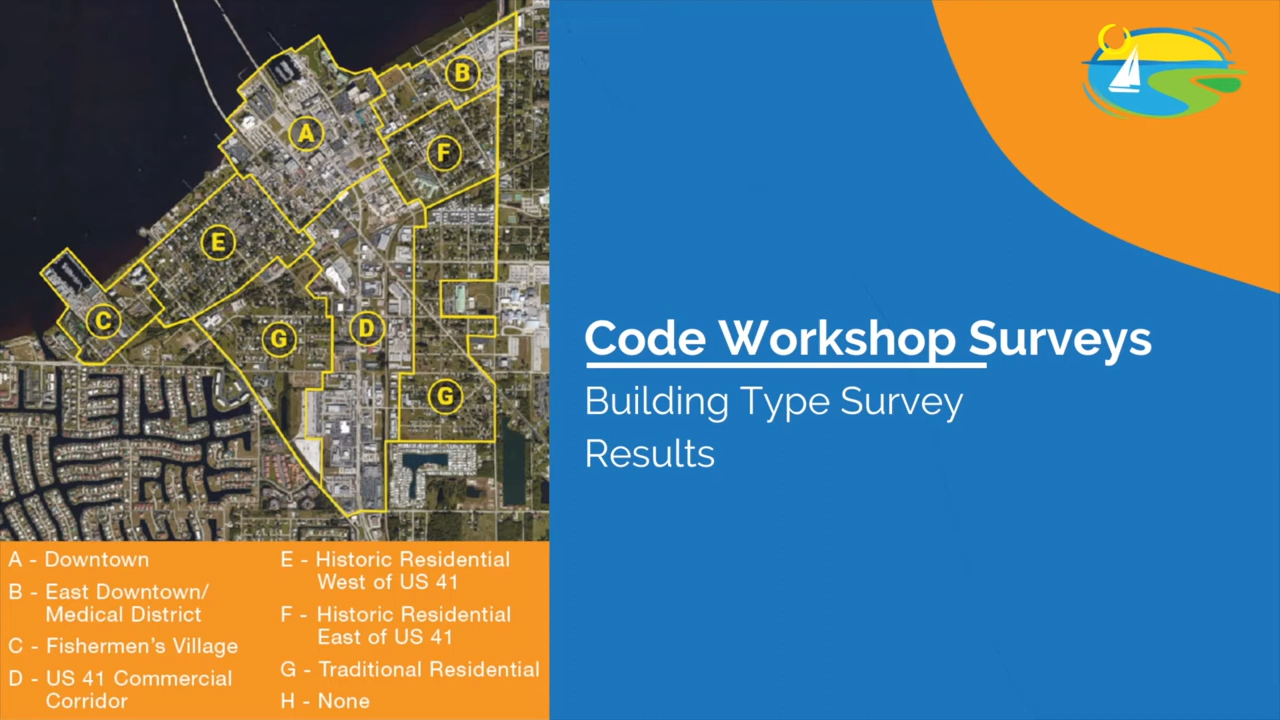 B
A
F
E
C
G
D
G
A - Downtown
B - East Downtown/
Medical District
C - Fishermen’s Village
D - US 41 Commercial
Corridor
E - Historic Residential
West of US 41
F - Historic Residential
East of US 41
G - Traditional Residential
H - None
Code Workshop Surveys
Building Type Survey
Results